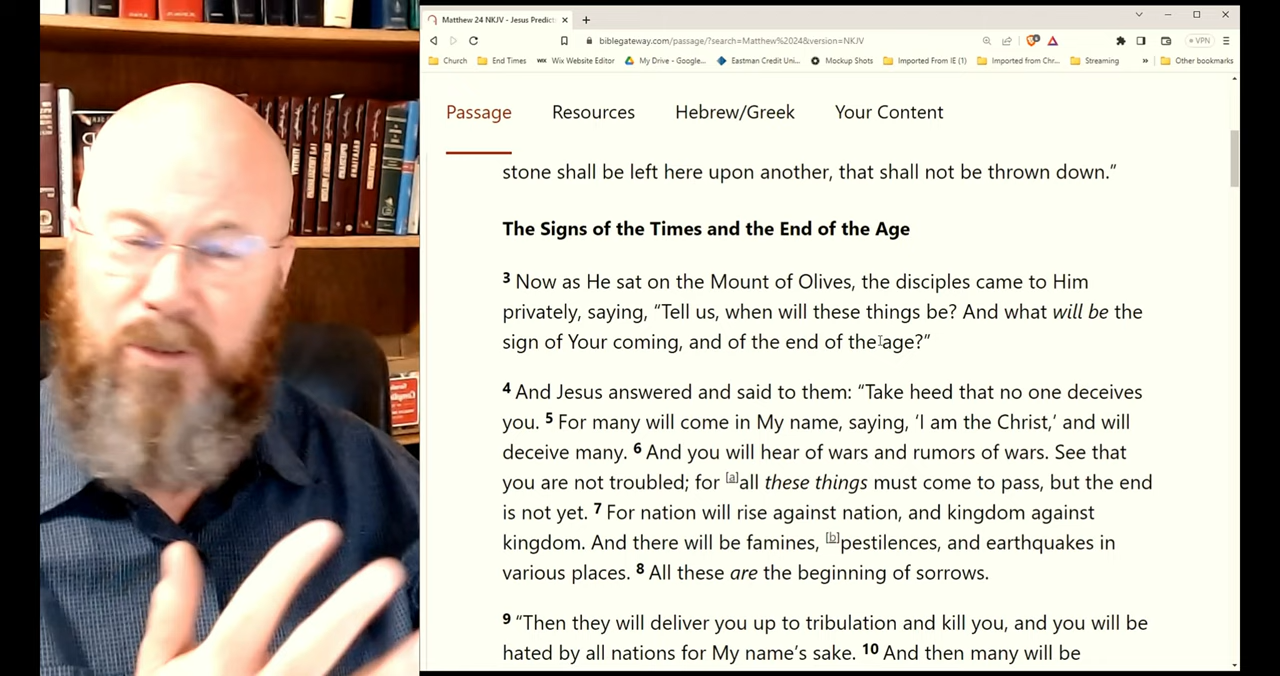 Matthew 24 NKJV - Jesus Predict
biblegateway.com/passage/?search=Matthew%2024&version=NKJV
VPN
Church End Times Wix Website Editor My Drive - Google... Eastman Credit Uni... Mockup Shots Imported From IE (1) Imported from Chr... Streaming » Other bookmarks
Passage Resources Hebrew/Greek Your Content
stone shall be left here upon another, that shall not be thrown down.”
The Signs of the Times and the End of the Age
3 Now as He sat on the Mount of Olives, the disciples came to Him
privately, saying, “Tell us, when will these things be? And what will be the
sign of Your coming, and of the end of the age?”
4 And Jesus answered and said to them: “Take heed that no one deceives
you. 5 For many will come in My name, saying, ‘I am the Christ,’ and will
deceive many. 6 And you will hear of wars and rumors of wars. See that
you are not troubled; for [a]all these things must come to pass, but the end
is not yet. 7 For nation will rise against nation, and kingdom against
kingdom. And there will be famines, [b]pestilences, and earthquakes in
various places. 8 All these are the beginning of sorrows.
9 “Then they will deliver you up to tribulation and kill you, and you will be
hated by all nations for My name’s sake. 10 And then many will be